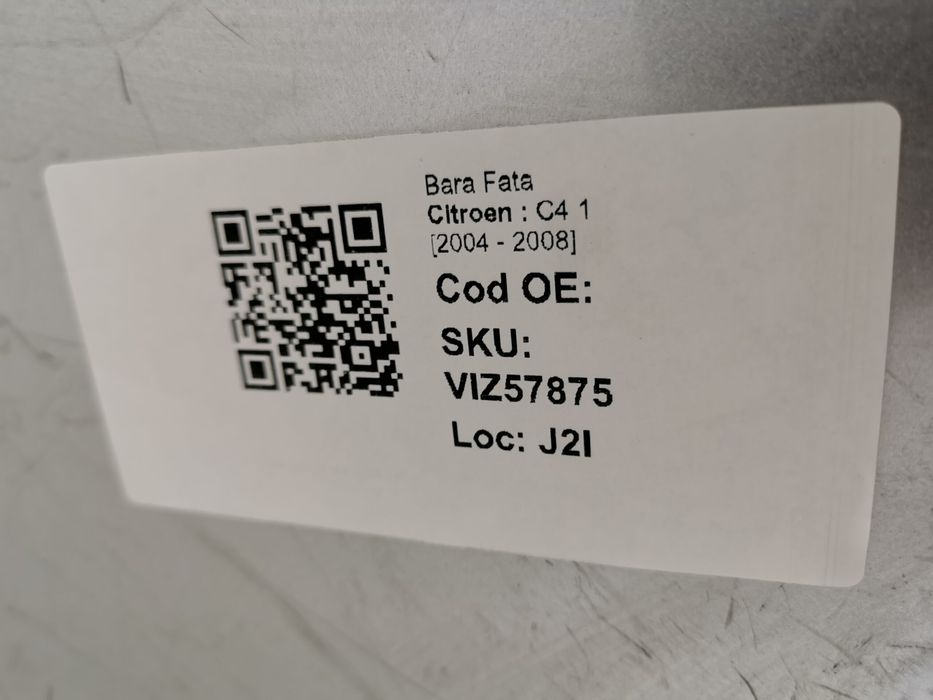 Bara Fata
Citroen : C4 1
[2004 - 2008]
Cod OE:
SKU:
VIZ57875
Loc: J2I